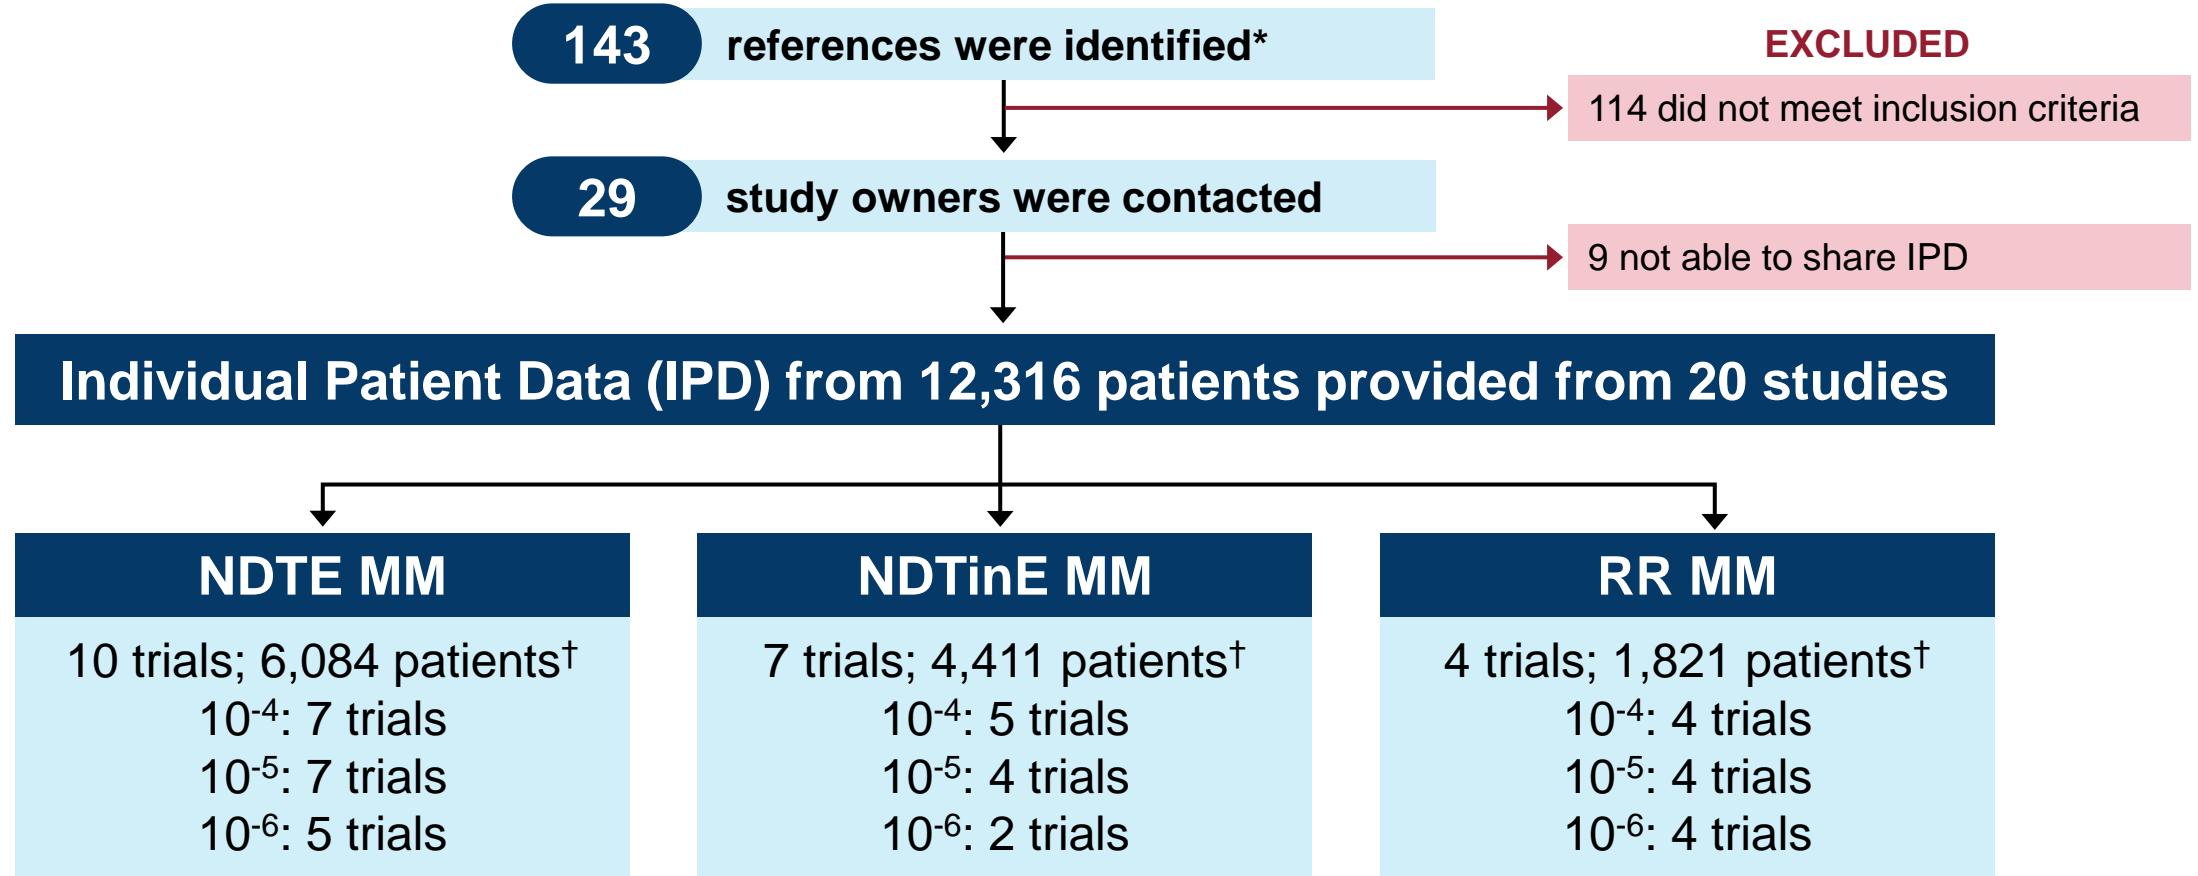 143 references were identified*
EXCLUDED
114 did not meet inclusion criteria
29 study owners were contacted
9 not able to share IPD
Individual Patient Data (IPD) from 12,316 patients provided from 20 studies
NDTE MM
10 trials; 6,084 patients†
10⁻⁴: 7 trials
10⁻⁵: 7 trials
10⁻⁶: 5 trials
NDTinE MM
7 trials; 4,411 patients†
10⁻⁴: 5 trials
10⁻⁵: 4 trials
10⁻⁶: 2 trials
RR MM
4 trials; 1,821 patients†
10⁻⁴: 4 trials
10⁻⁵: 4 trials
10⁻⁶: 4 trials